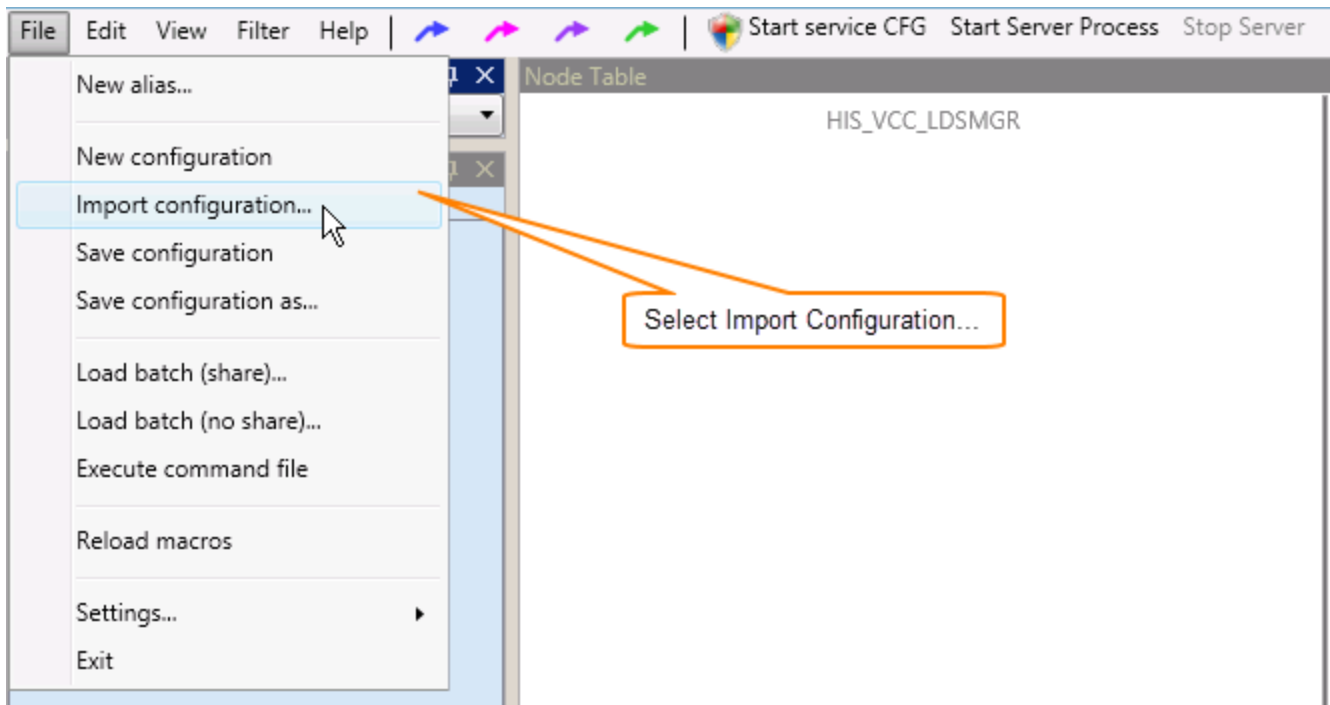 File Edit View Filter Help Start service CFG Start Server Process Stop Server
New alias...
Node Table
HIS_VCC_LDSMGR
New configuration
Import configuration...
Save configuration
Save configuration as...
Select Import Configuration...
Load batch (share)...
Load batch (no share)...
Execute command file
Reload macros
Settings...
Exit